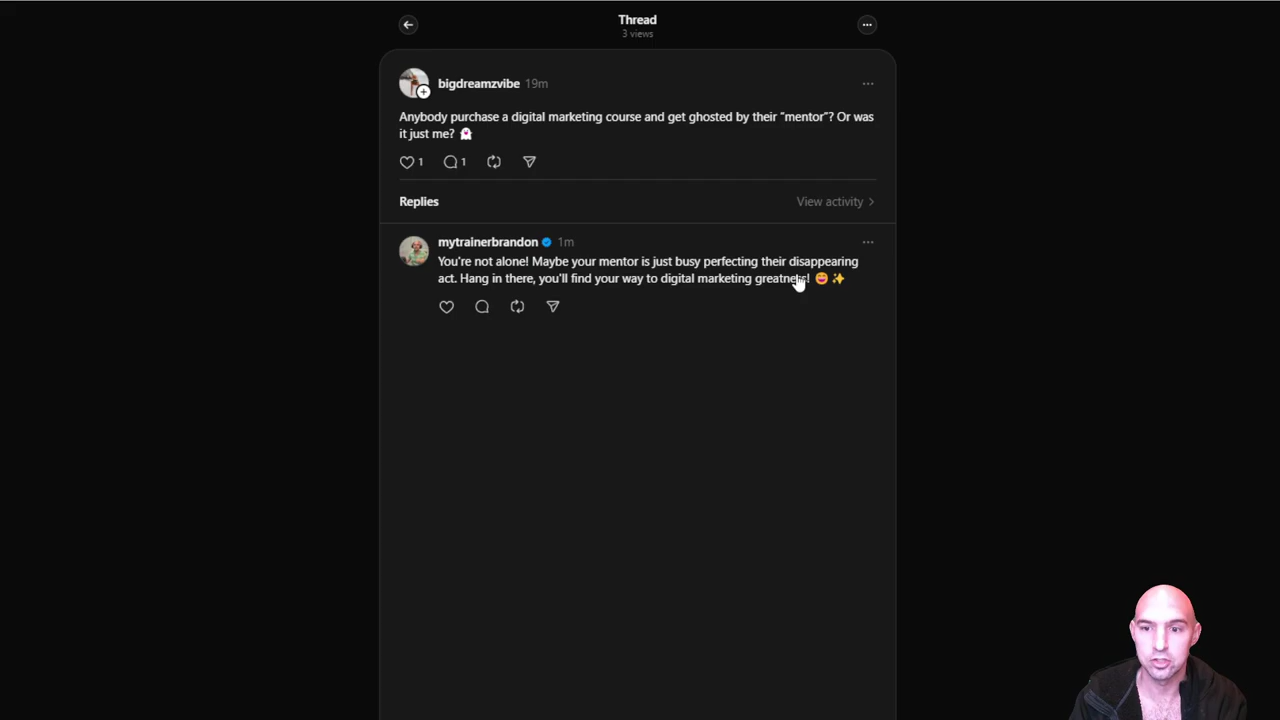 Thread
3 views
bigdreamzvibe 19m
Anybody purchase a digital marketing course and get ghosted by their "mentor"? Or was
it just me? 👻
1 1
Replies
View activity
mytrainerbrandon 1m
You're not alone! Maybe your mentor is just busy perfecting their disappearing
act. Hang in there, you'll find your way to digital marketing greatness! 😄 ✨